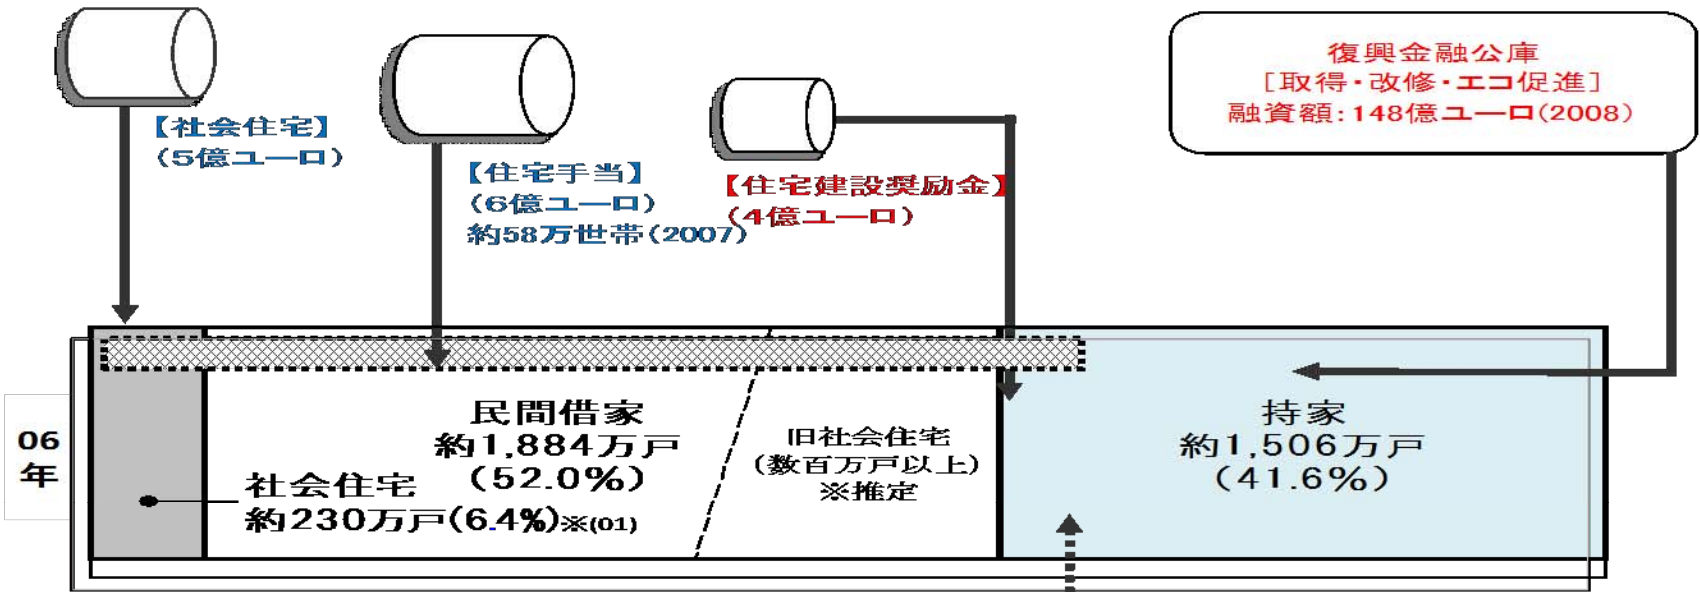 復興金融公庫
[取得・改修・エコ促進]
融資額:148億ユーロ(2008)
【社会住宅】
(5億ユーロ)
【住宅手当】
(6億ユーロ)
約58万世帯(2007)
【住宅建設奨励金】
(4億ユーロ)
06
年
民間借家
約1,884万戸
(52.0%)
社会住宅
約230万戸(6.4%)※(01)
旧社会住宅
(数百万戸以上)
※推定
持家
約1,506万戸
(41.6%)